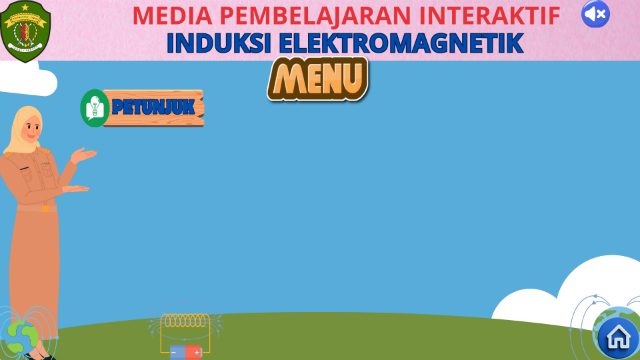 MEDIA PEMBELAJARAN INTERAKTIF
INDUKSI ELEKTROMAGNETIK
MENU
PETUNJUK
- +